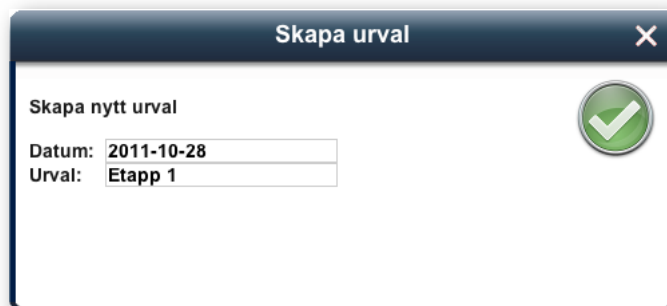 Skapa urval
Skapa nytt urval
Datum: 2011-10-28
Urval: Etapp 1